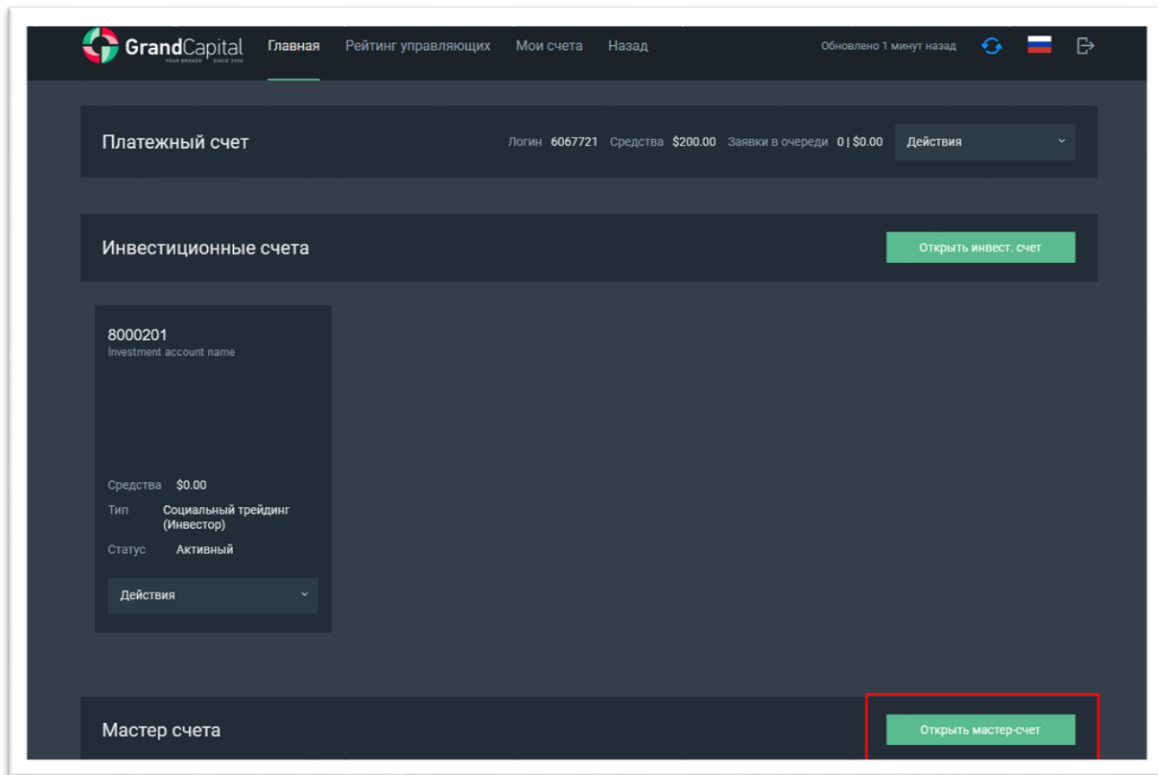 GrandCapital Главная Рейтинг управляющих Мои счета Назад Обновлено 1 минут назад
YOUR BROKER SINCE 2006
Платежный счет Логин 6067721 Средства $200.00 Заявки в очереди 0 | $0.00 Действия
Инвестиционные счета Открыть инвест. счет
8000201
Investment account name
Средства $0.00
Тип Социальный трейдинг
(Инвестор)
Статус Активный
Действия
Мастер счета Открыть мастер-счет